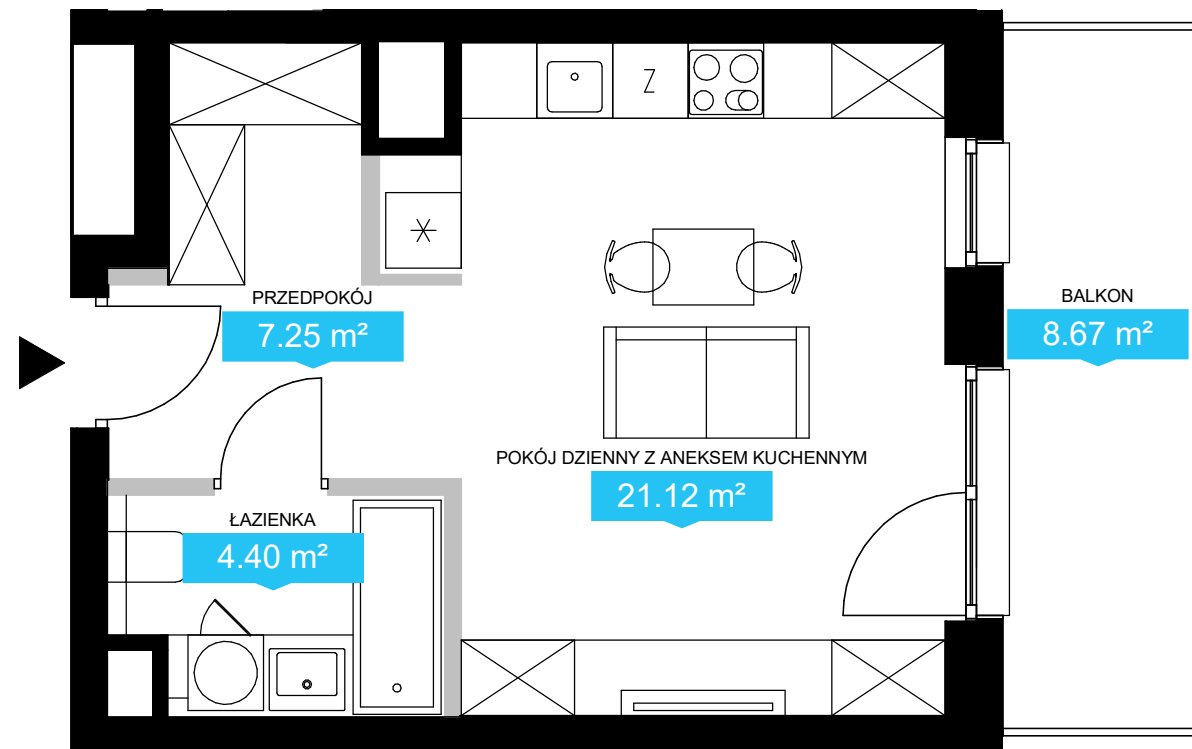 Z
PRZEDPOKÓJ
7.25 m²
BALKON
8.67 m²
POKÓJ DZIENNY Z ANEKSEM KUCHENNYM
21.12 m²
ŁAZIENKA
4.40 m²